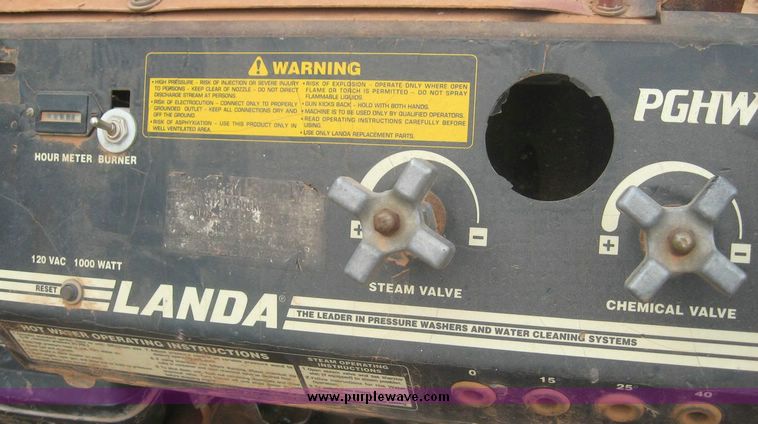 WARNING
• HIGH PRESSURE – RISK OF INJECTION OR SEVERE INJURY
TO PERSONS – KEEP CLEAR OF NOZZLE – DO NOT DIRECT
DISCHARGE STREAM AT PERSONS.
• RISK OF ELECTROCUTION – CONNECT ONLY TO PROPERLY
GROUNDED OUTLET – KEEP ALL CONNECTIONS DRY AND
OFF THE GROUND
• RISK OF ASPHYXIATION – USE THIS PRODUCT ONLY IN
WELL VENTILATED AREA.
• RISK OF EXPLOSION – OPERATE ONLY WHERE OPEN
FLAME OR TORCH IS PERMITTED – DO NOT SPRAY
FLAMMABLE LIQUIDS
• GUN KICKS BACK – HOLD WITH BOTH HANDS.
• MACHINE IS TO BE USED ONLY BY QUALIFIED OPERATORS.
• READ OPERATING INSTRUCTIONS CAREFULLY BEFORE
USING.
• USE ONLY LANDA REPLACEMENT PARTS.
PGHW
HOUR METER BURNER
+ –
STEAM VALVE
+ –
CHEMICAL VALVE
120 VAC 1000 WATT
RESET
LANDA®
THE LEADER IN PRESSURE WASHERS AND WATER CLEANING SYSTEMS
HOT WATER OPERATING INSTRUCTIONS
STEAM OPERATING
INSTRUCTIONS
0 15 25 40
www.purplewave.com